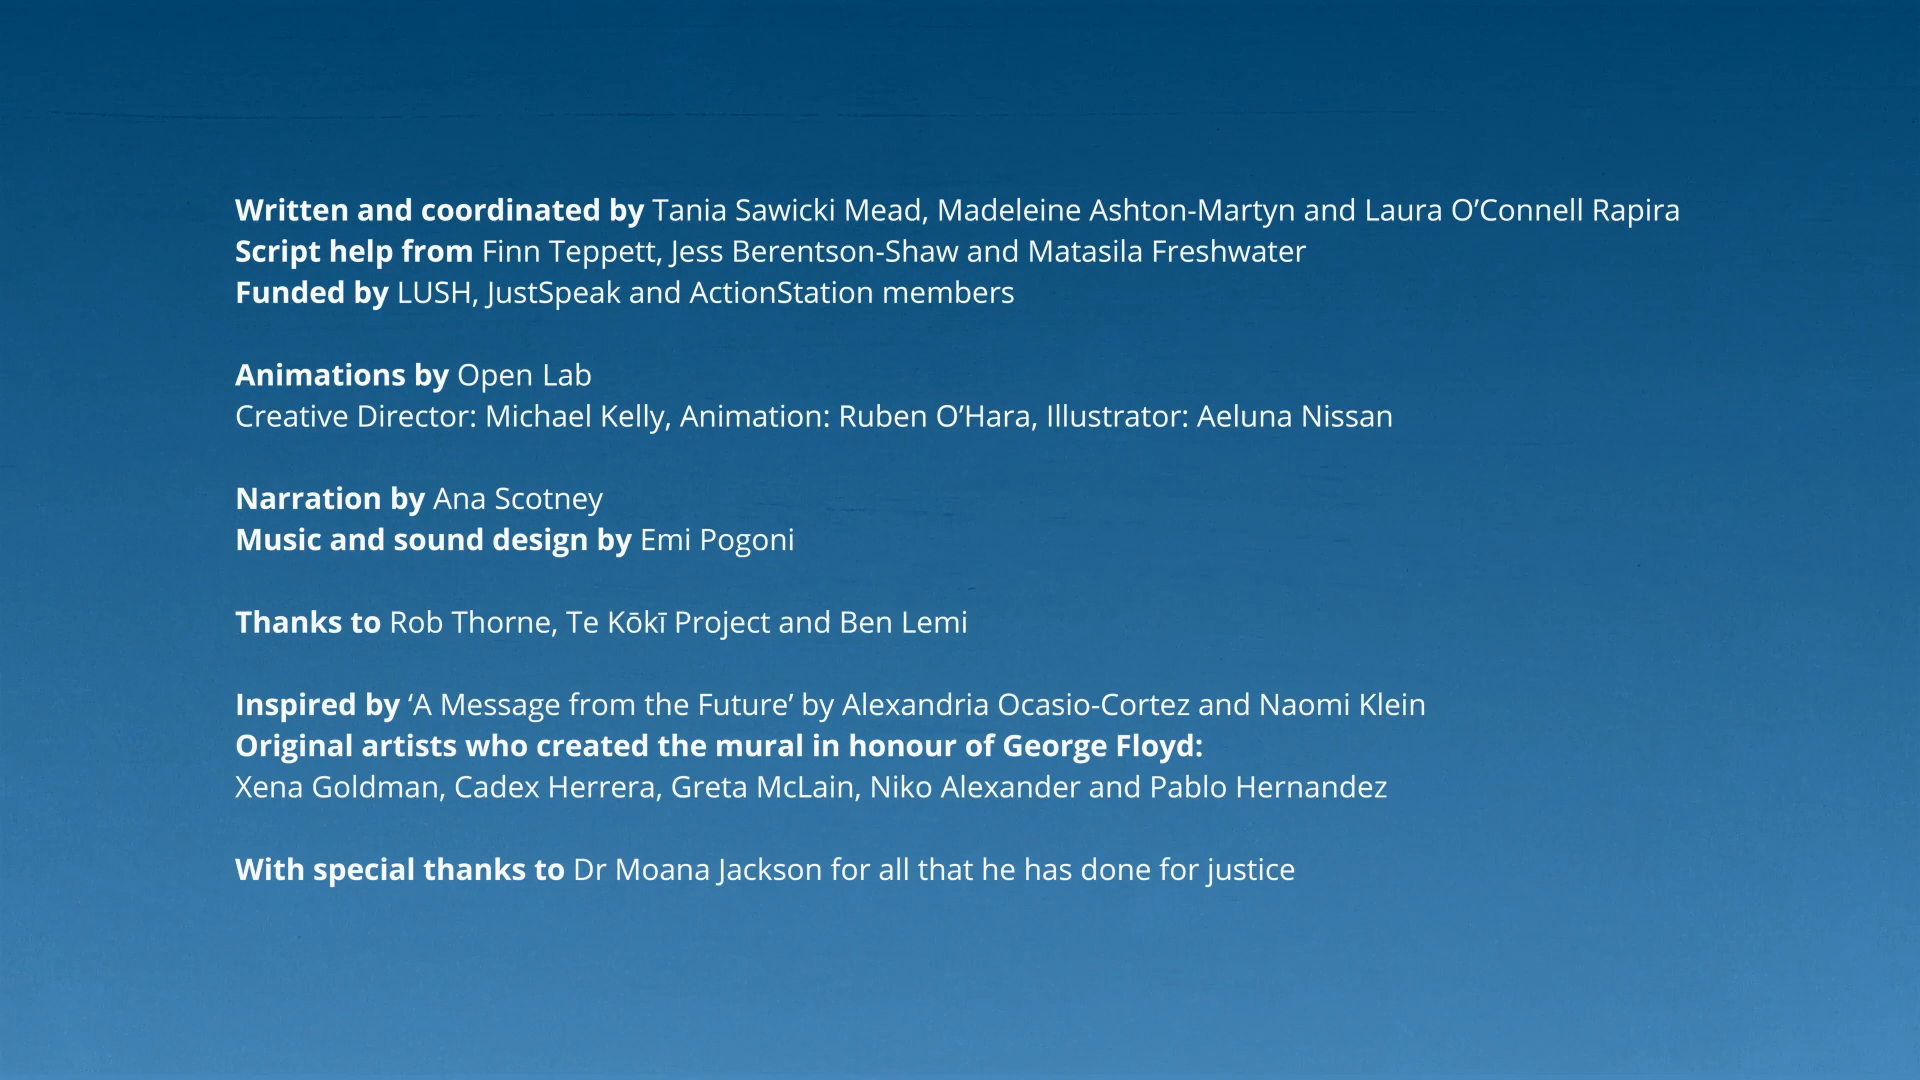 Written and coordinated by Tania Sawicki Mead, Madeleine Ashton-Martyn and Laura O’Connell Rapira
Script help from Finn Teppett, Jess Berentson-Shaw and Matasila Freshwater
Funded by LUSH, JustSpeak and ActionStation members
Animations by Open Lab
Creative Director: Michael Kelly, Animation: Ruben O’Hara, Illustrator: Aeluna Nissan
Narration by Ana Scotney
Music and sound design by Emi Pogoni
Thanks to Rob Thorne, Te Kōkī Project and Ben Lemi
Inspired by ‘A Message from the Future’ by Alexandria Ocasio-Cortez and Naomi Klein
Original artists who created the mural in honour of George Floyd:
Xena Goldman, Cadex Herrera, Greta McLain, Niko Alexander and Pablo Hernandez
With special thanks to Dr Moana Jackson for all that he has done for justice